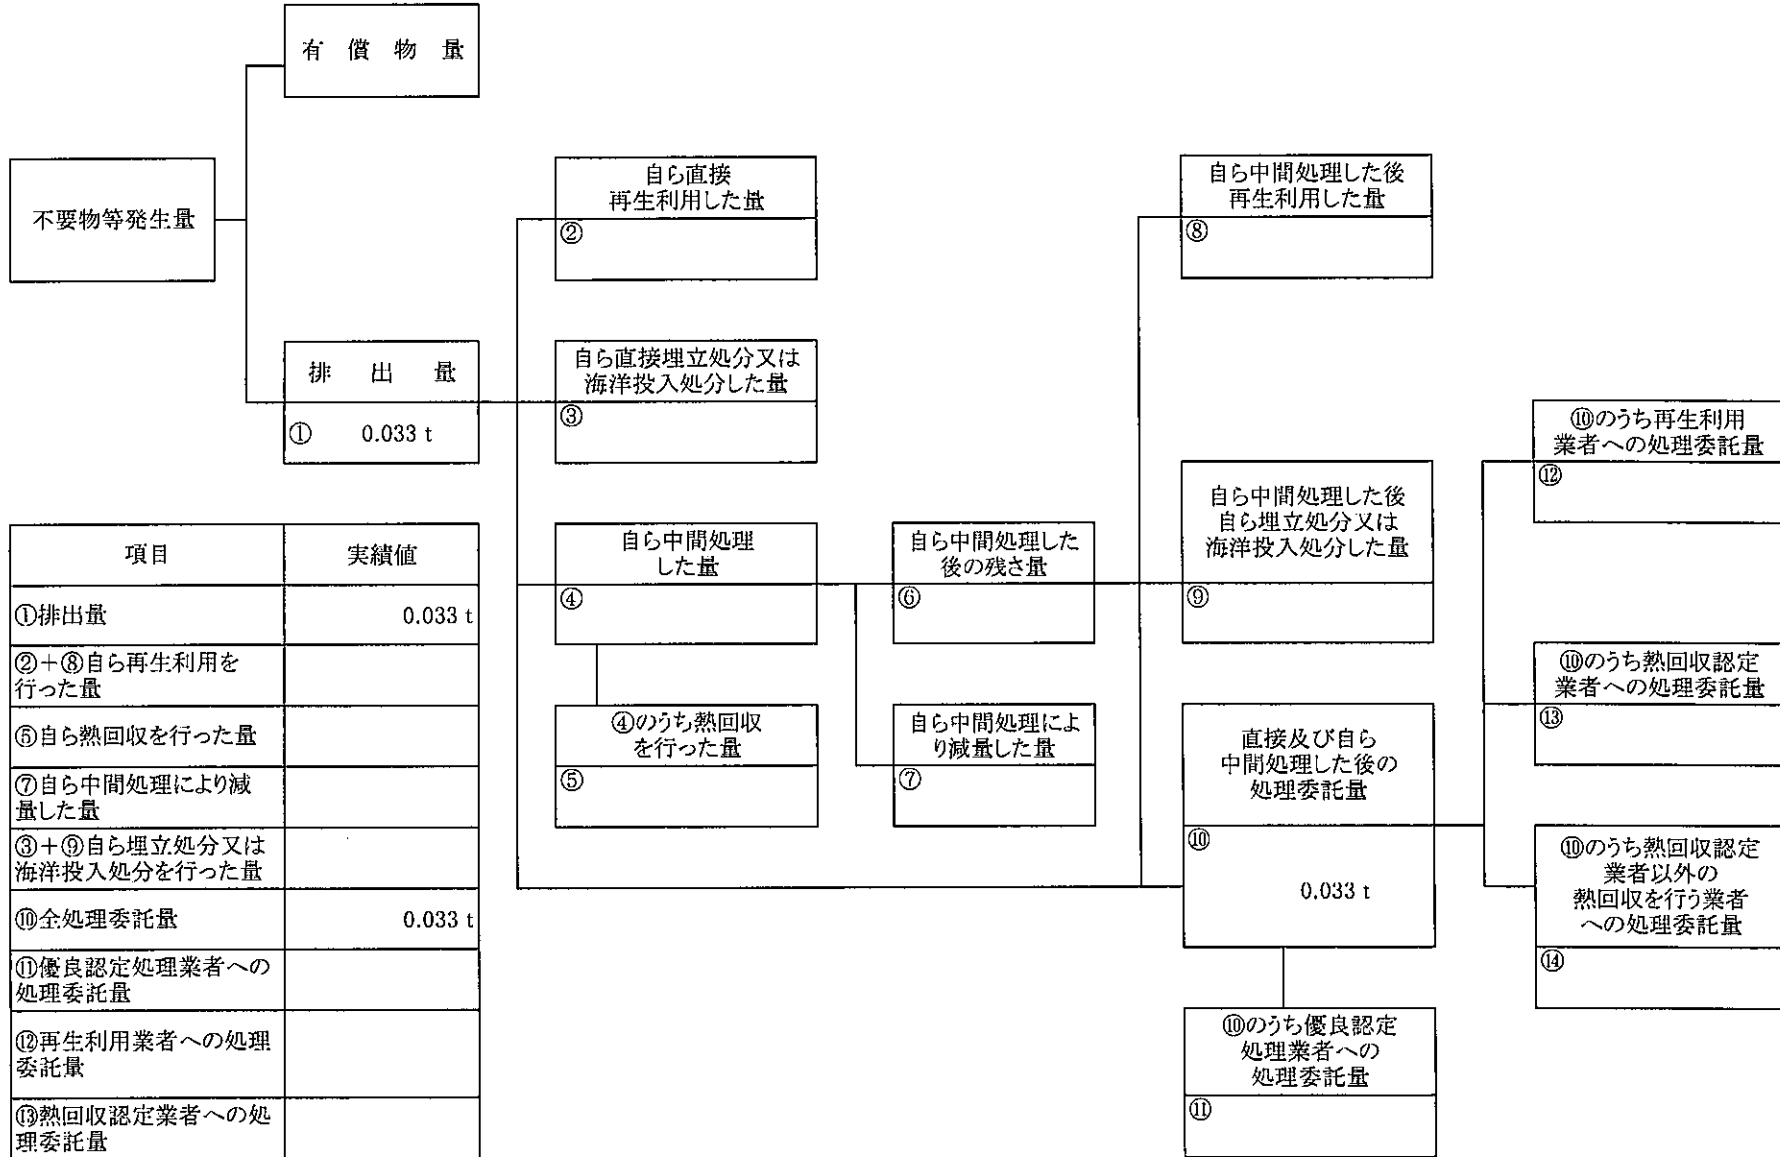 有 償 物 量
不要物等発生量
自ら直接
再生利用した量
②
自ら中間処理した後
再生利用した量
⑧
排 出 量
① 0.033 t
自ら直接埋立処分又は
海洋投入処分した量
③
⑩のうち再生利用
業者への処理委託量
⑫
自ら中間処理
した量
④
自ら中間処理した
後の残さ量
⑥
自ら中間処理した後
自ら埋立処分又は
海洋投入処分した量
⑨
⑩のうち熱回収認定
業者への処理委託量
⑬
④のうち熱回収
を行った量
⑤
自ら中間処理によ
り減量した量
⑦
直接及び自ら
中間処理した後の
処理委託量
⑩
0.033 t
⑩のうち熱回収認定
業者以外の
熱回収を行う業者
への処理委託量
⑭
⑩のうち優良認定
処理業者への
処理委託量
⑪
項目 実績値
①排出量 0.033 t
②+⑧自ら再生利用を
行った量
⑤自ら熱回収を行った量
⑦自ら中間処理により減
量した量
③+⑨自ら埋立処分又は
海洋投入処分を行った量
⑩全処理委託量 0.033 t
⑪優良認定処理業者への
処理委託量
⑫再生利用業者への処理
委託量
⑬熱回収認定業者への処
理委託量